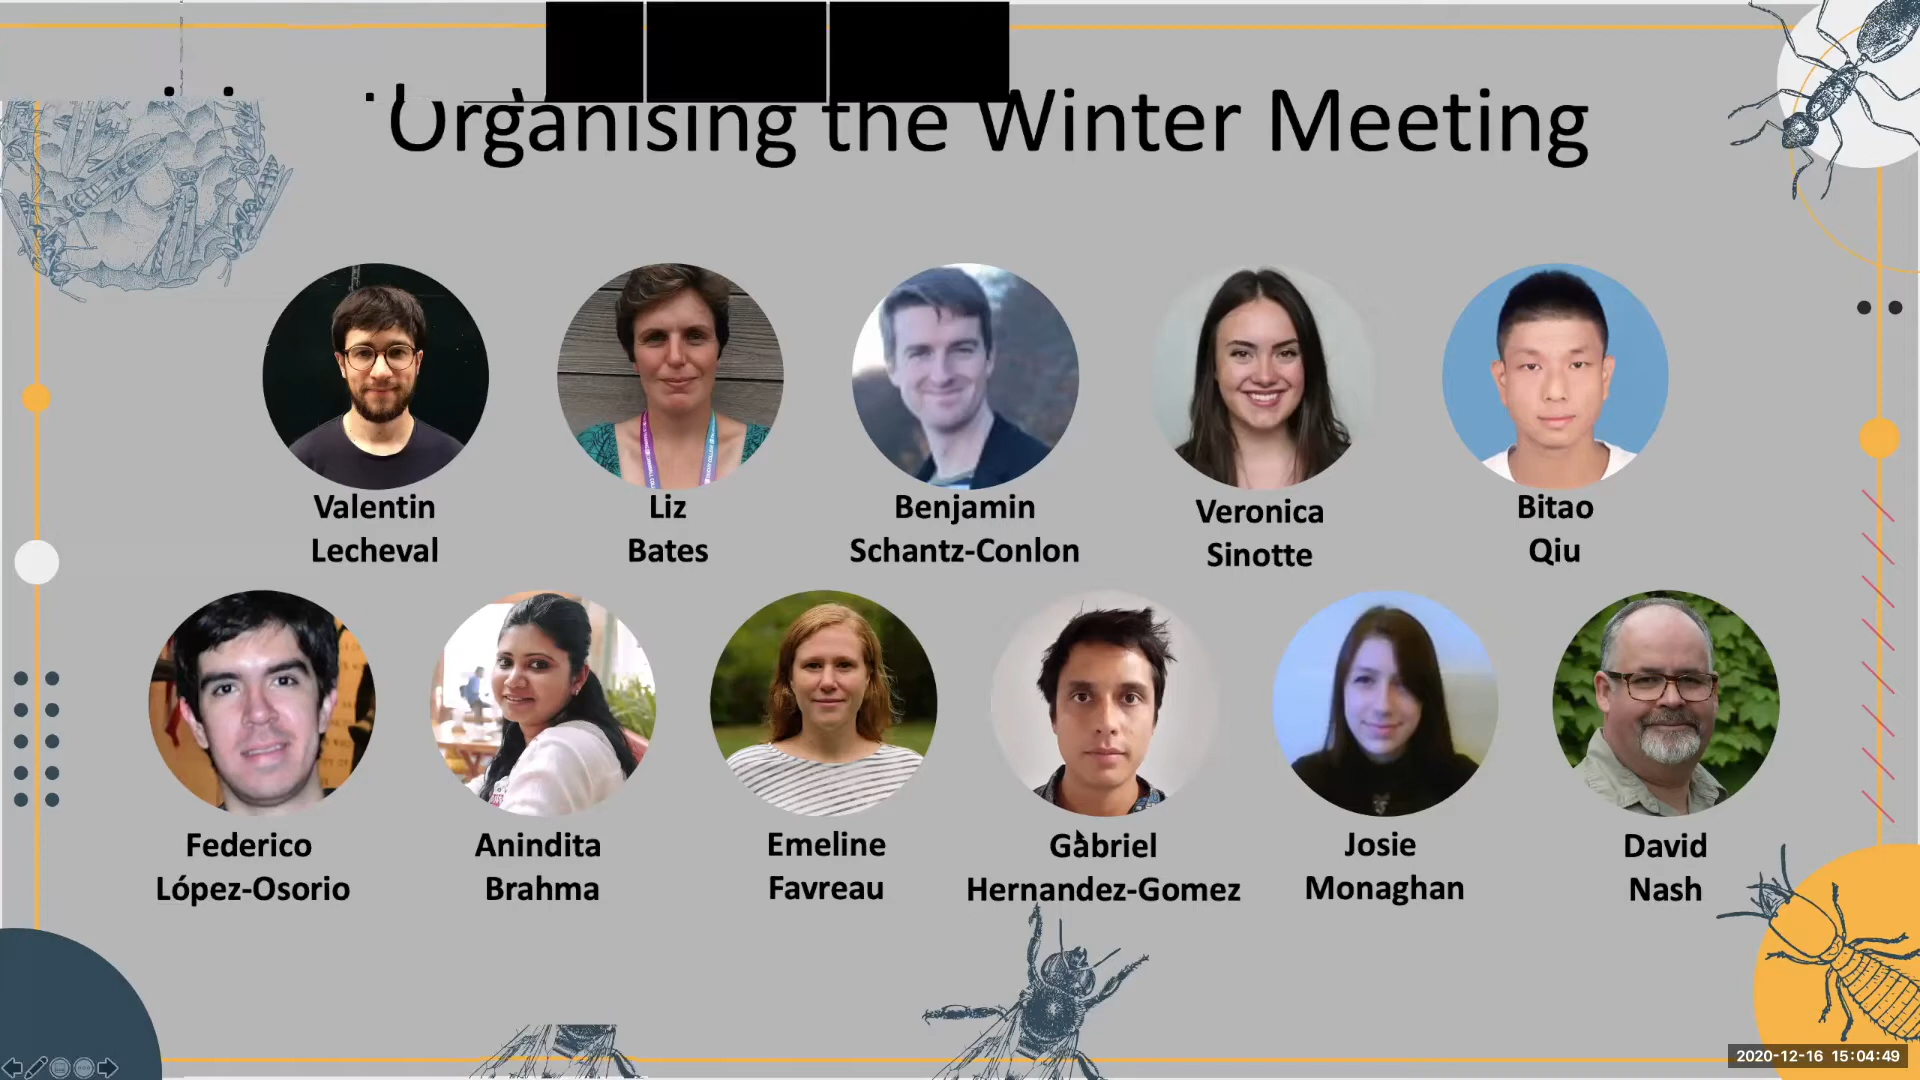 Organising the Winter Meeting
Valentin
Lecheval
Liz
Bates
Benjamin
Schantz-Conlon
Veronica
Sinotte
Bitao
Qiu
Federico
López-Osorio
Anindita
Brahma
Emeline
Favreau
Gabriel
Hernandez-Gomez
Josie
Monaghan
David
Nash
2020-12-16 15:04:49